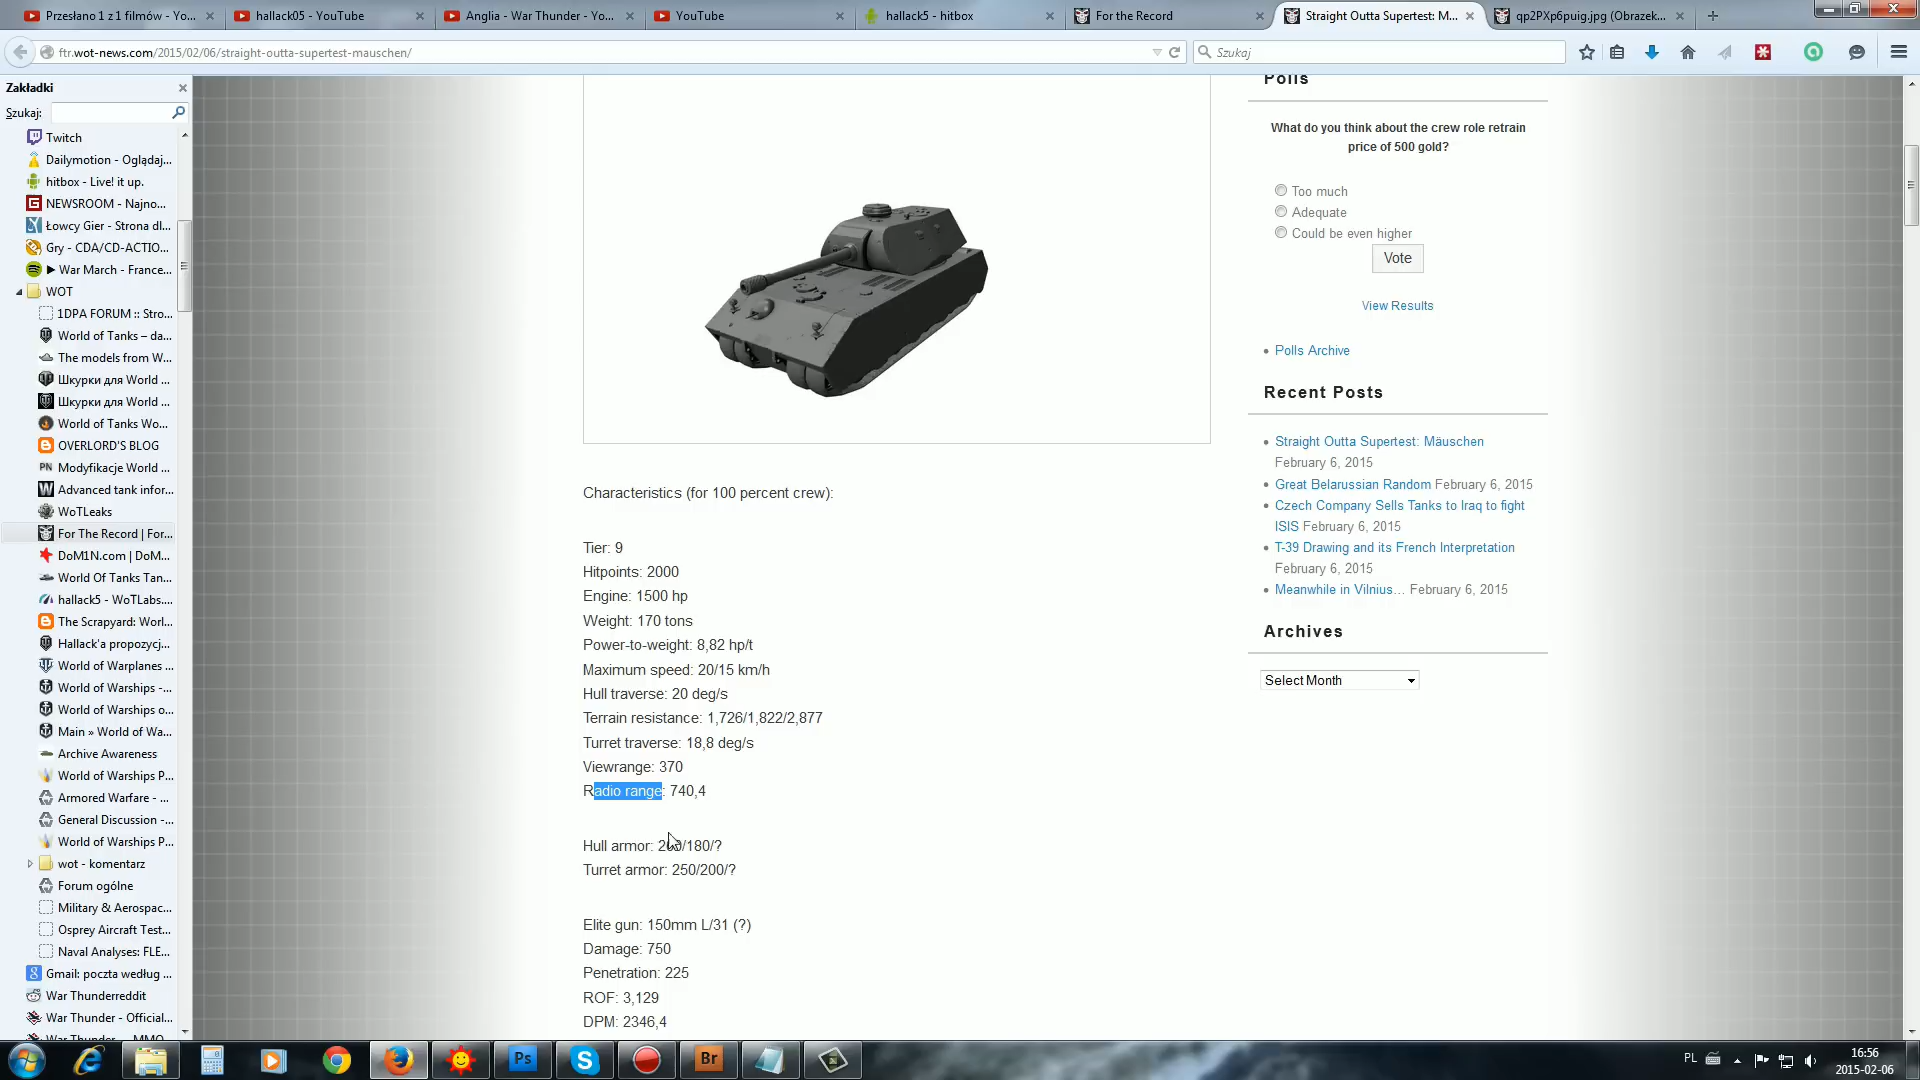 Przesłano 1 z 1 filmów - Yo...
hallack05 - YouTube
Anglia - War Thunder - Yo...
YouTube
hallack5 - hitbox
For the Record
Straight Outta Supertest: M...
qp2PXp6puig.jpg (Obrazek...
ftr.wot-news.com/2015/02/06/straight-outta-supertest-mauschen/
Szukaj
Zakładki
Szukaj:
Twitch
Dailymotion - Oglądaj...
hitbox - Live! it up.
NEWSROOM - Najno...
Łowcy Gier - Strona dl...
Gry - CDA/CD-ACTIO...
▶ War March - France...
WOT
1DPA FORUM :: Stro...
World of Tanks – da...
The models from W...
Шкурки для World ...
Шкурки для World ...
World of Tanks Wo...
OVERLORD'S BLOG
Modyfikacje World ...
Advanced tank infor...
WoTLeaks
For The Record | For...
DoM1N.com | DoM...
World Of Tanks Tan...
hallack5 - WoTLabs....
The Scrapyard: Worl...
Hallack'a propozycj...
World of Warplanes ...
World of Warships -...
World of Warships o...
Main » World of Wa...
Archive Awareness
World of Warships P...
Armored Warfare - ...
General Discussion -...
World of Warships P...
wot - komentarz
Forum ogólne
Military & Aerospac...
Osprey Aircraft Test...
Naval Analyses: FLE...
Gmail: poczta według ...
War Thunderreddit
War Thunder - Official...
War Thunder - MMO
Characteristics (for 100 percent crew):
Tier: 9
Hitpoints: 2000
Engine: 1500 hp
Weight: 170 tons
Power-to-weight: 8,82 hp/t
Maximum speed: 20/15 km/h
Hull traverse: 20 deg/s
Terrain resistance: 1,726/1,822/2,877
Turret traverse: 18,8 deg/s
Viewrange: 370
Radio range: 740,4
Hull armor: /180/?
Turret armor: 250/200/?
Elite gun: 150mm L/31 (?)
Damage: 750
Penetration: 225
ROF: 3,129
DPM: 2346,4
Polls
What do you think about the crew role retrain
price of 500 gold?
Too much
Adequate
Could be even higher
Vote
View Results
Polls Archive
Recent Posts
Straight Outta Supertest: Mäuschen
February 6, 2015
Great Belarussian Random February 6, 2015
Czech Company Sells Tanks to Iraq to fight
ISIS February 6, 2015
T-39 Drawing and its French Interpretation
February 6, 2015
Meanwhile in Vilnius… February 6, 2015
Archives
Select Month
Ps
Br
PL
16:56
2015-02-06